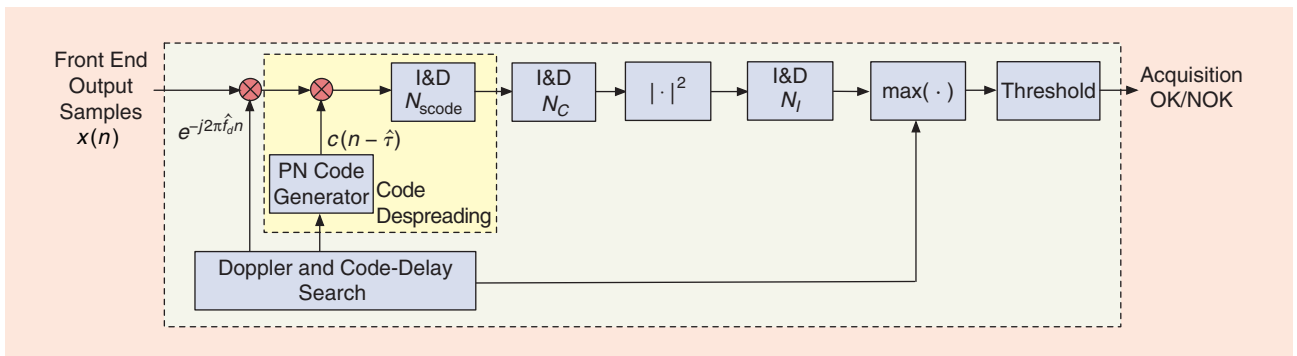 Front End
Output
Samples
x(n)
e^{-j2πf̂_d n}
c(n − τ̂)
PN Code
Generator
Code
Despreading
I&D
N_scode
I&D
N_C
|·|²
I&D
N_I
max(·)
Threshold
Acquisition
OK/NOK
Doppler and Code-Delay
Search